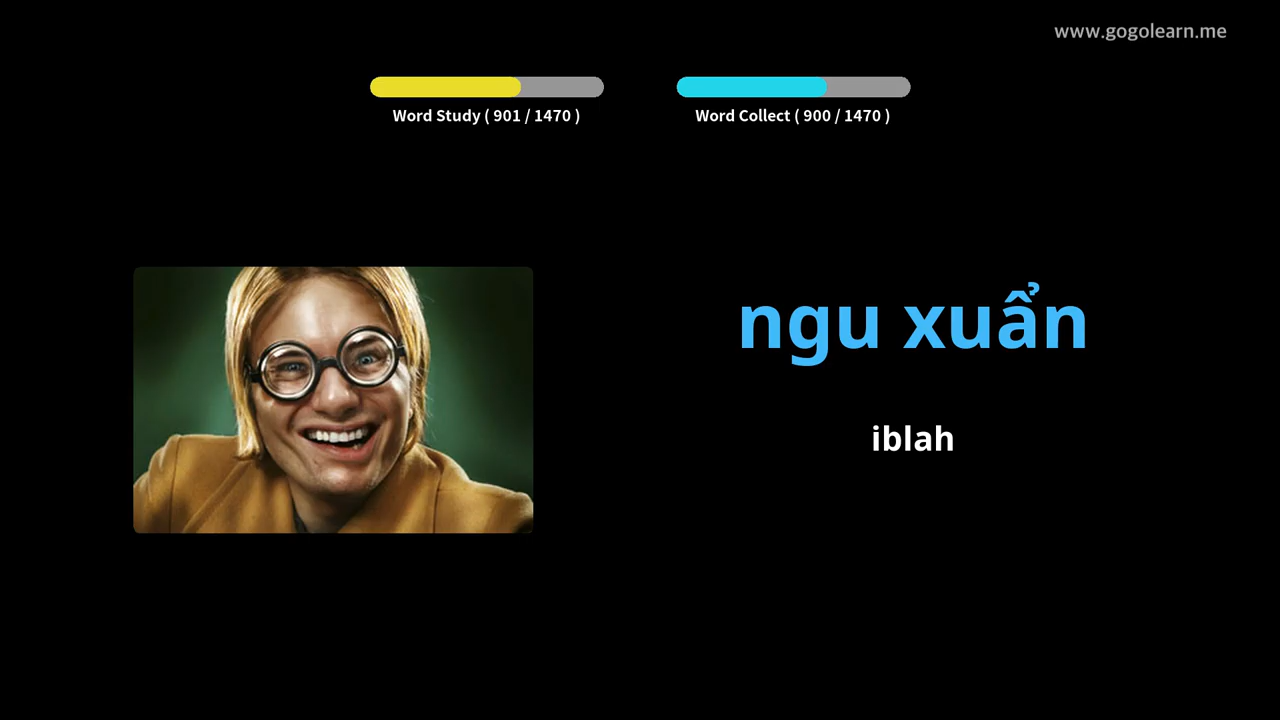 www.gogolearn.me
Word Study ( 901 / 1470 )
Word Collect ( 900 / 1470 )
ngu xuẩn
iblah